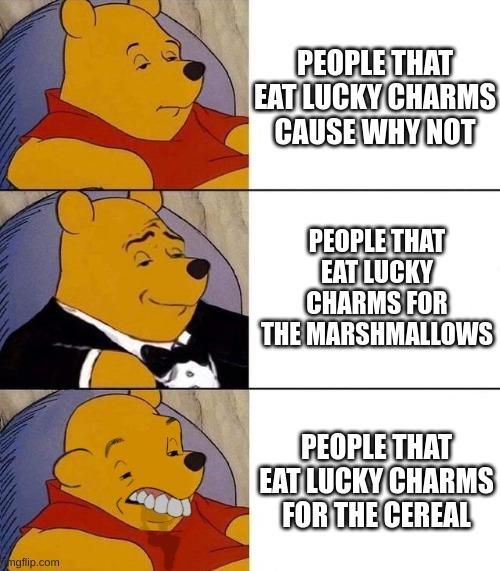 PEOPLE THAT
EAT LUCKY CHARMS
CAUSE WHY NOT
PEOPLE THAT
EAT LUCKY
CHARMS FOR
THE MARSHMALLOWS
PEOPLE THAT
EAT LUCKY CHARMS
FOR THE CEREAL
imgflip.com